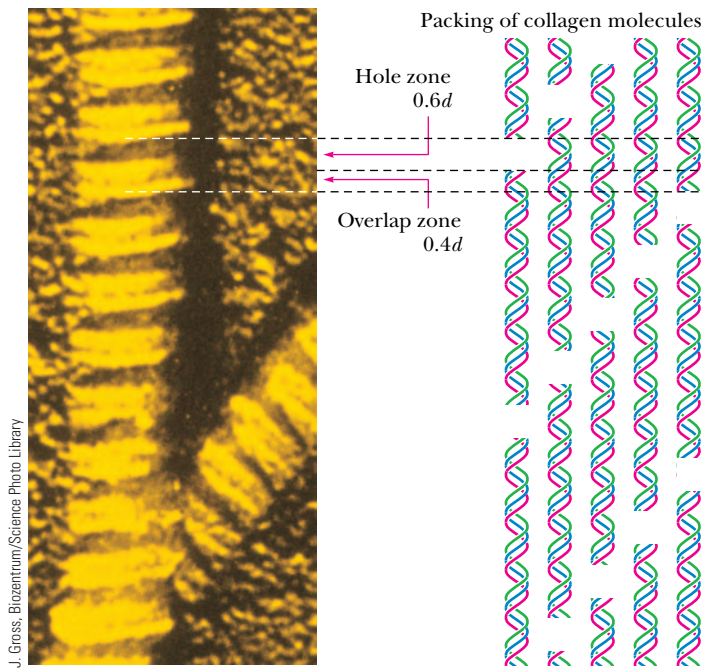 Packing of collagen molecules
Hole zone
0.6d
Overlap zone
0.4d
J. Gross, Biozentrum/Science Photo Library